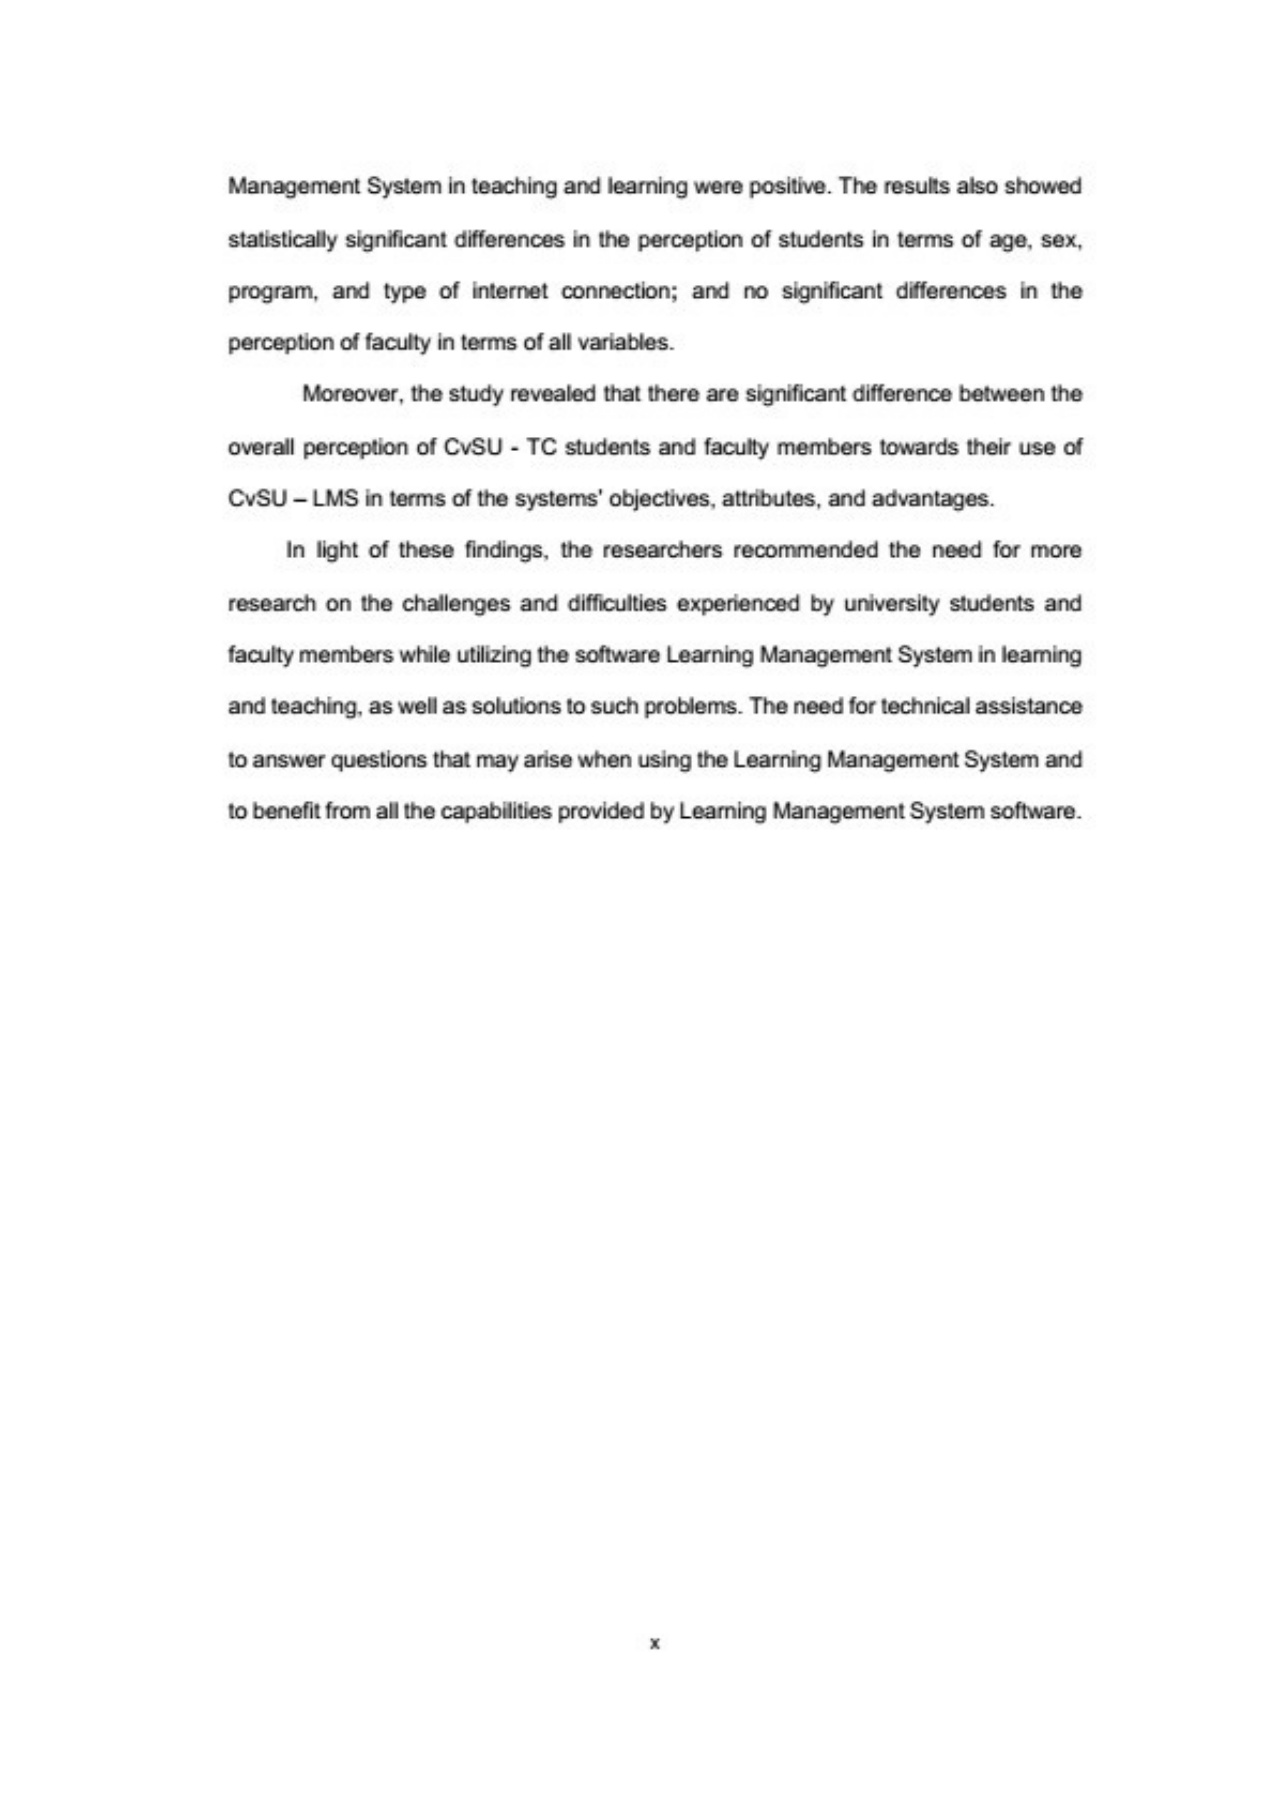 Management System in teaching and learning were positive. The results also showed
statistically significant differences in the perception of students in terms of age, sex,
program, and type of internet connection; and no significant differences in the
perception of faculty in terms of all variables.
Moreover, the study revealed that there are significant difference between the
overall perception of CvSU - TC students and faculty members towards their use of
CvSU – LMS in terms of the systems' objectives, attributes, and advantages.
In light of these findings, the researchers recommended the need for more
research on the challenges and difficulties experienced by university students and
faculty members while utilizing the software Learning Management System in learning
and teaching, as well as solutions to such problems. The need for technical assistance
to answer questions that may arise when using the Learning Management System and
to benefit from all the capabilities provided by Learning Management System software.
x